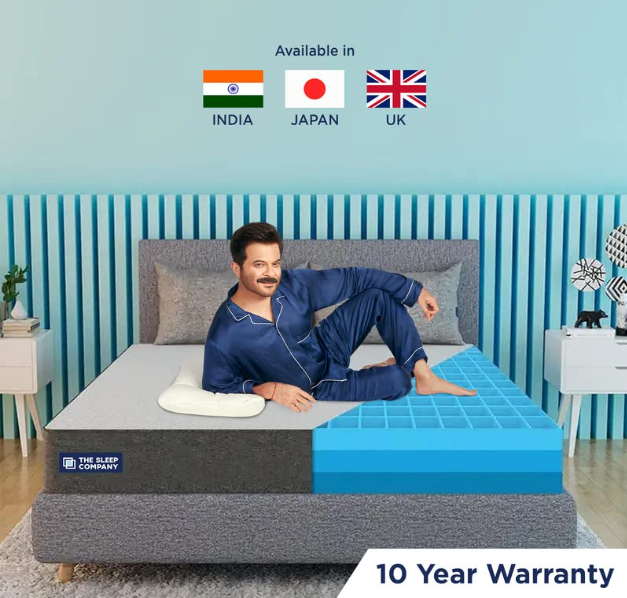 Available in
INDIA
JAPAN
UK
THE SLEEP
COMPANY
10 Year Warranty